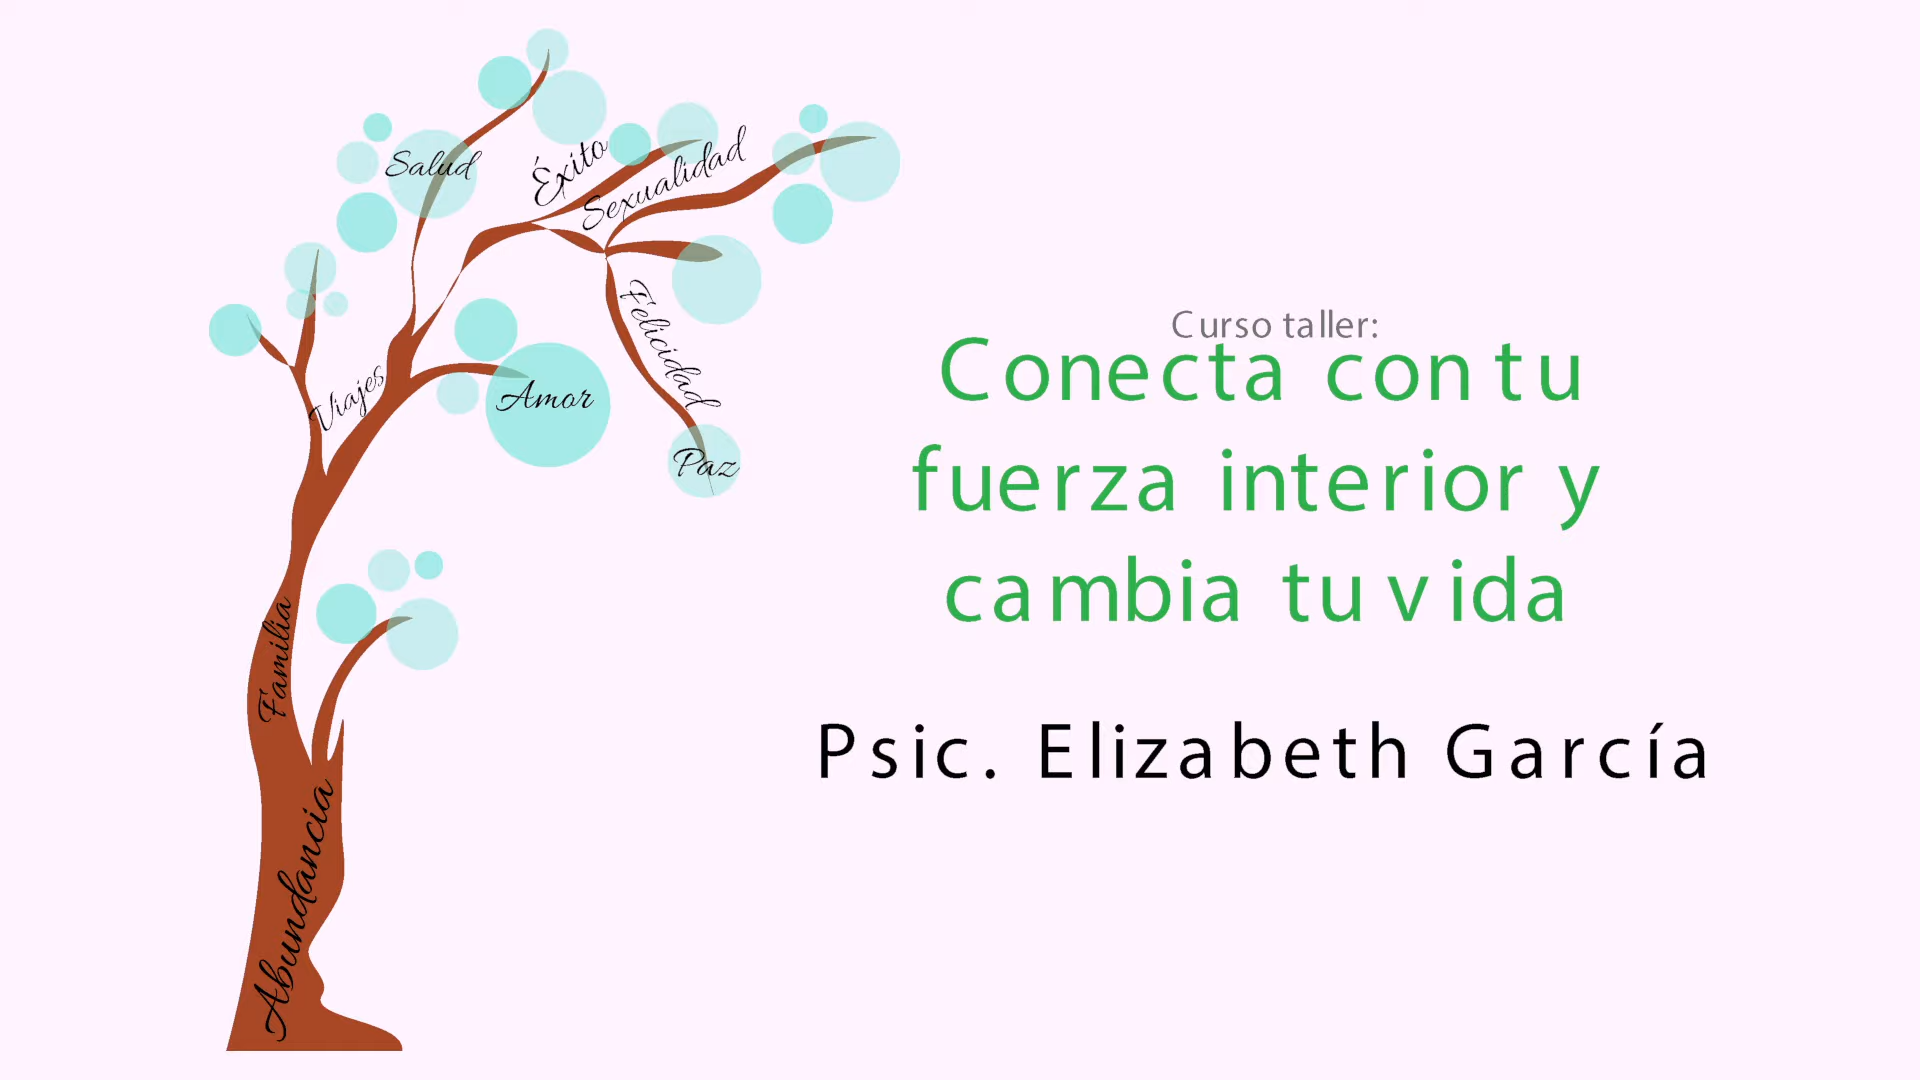 Salud
Éxito
Sexualidad
Felicidad
Viajes
Amor
Paz
Familia
Abundancia
Curso taller:
Conecta con tu
fuerza interior y
cambia tu vida
Psic. Elizabeth García